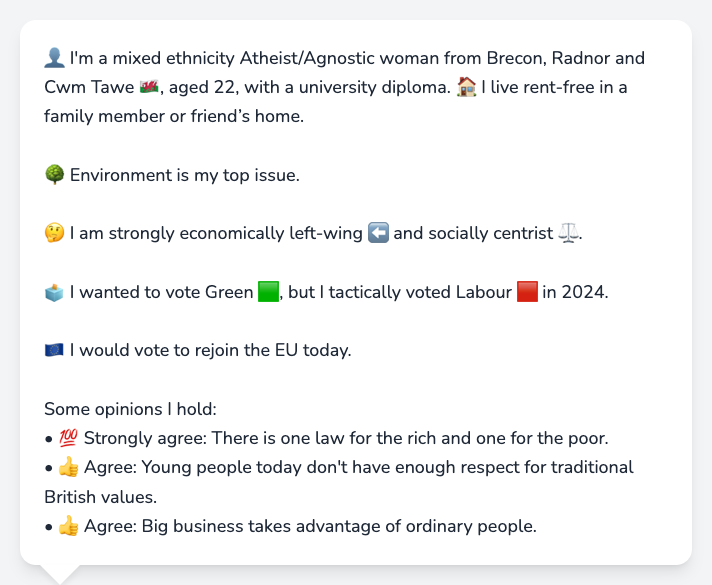 👤 I'm a mixed ethnicity Atheist/Agnostic woman from Brecon, Radnor and
Cwm Tawe 🏴󠁧󠁢󠁷󠁬󠁳󠁿, aged 22, with a university diploma. 🏠 I live rent-free in a
family member or friend’s home.
🌳 Environment is my top issue.
🤔 I am strongly economically left-wing ⬅️ and socially centrist ⚖️.
🗳️ I wanted to vote Green 🟩, but I tactically voted Labour 🟥 in 2024.
🇪🇺 I would vote to rejoin the EU today.
Some opinions I hold:
• 💯 Strongly agree: There is one law for the rich and one for the poor.
• 👍 Agree: Young people today don't have enough respect for traditional
British values.
• 👍 Agree: Big business takes advantage of ordinary people.